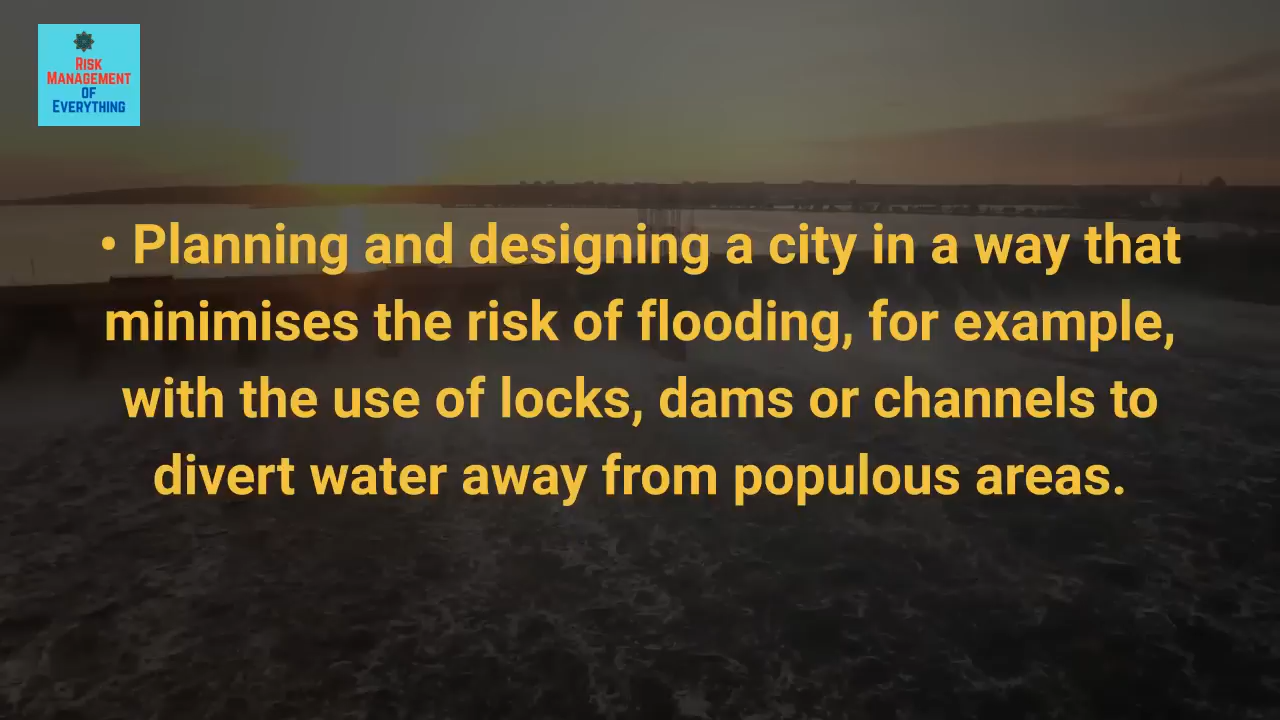 RISK
MANAGEMENT
OF
EVERYTHING
• Planning and designing a city in a way that
minimises the risk of flooding, for example,
with the use of locks, dams or channels to
divert water away from populous areas.